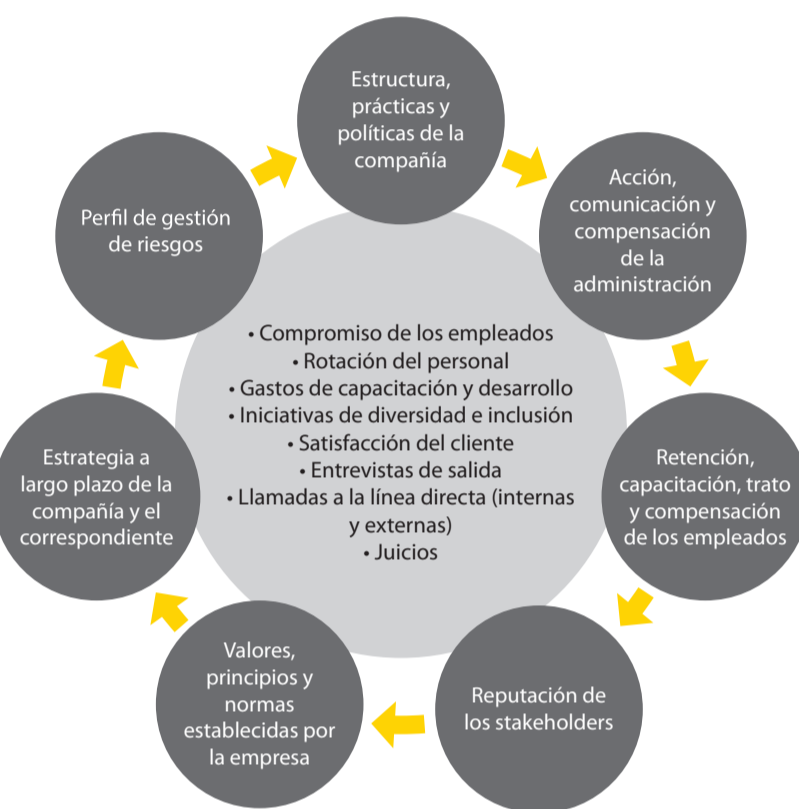 Estructura,
prácticas y
políticas de la
compañía
Acción,
comunicación y
compensación
de la
administración
Retención,
capacitación, trato
y compensación
de los empleados
Reputación de
los stakeholders
Valores,
principios y
normas
establecidas por
la empresa
Estrategia a
largo plazo de la
compañía y el
correspondiente
Perfil de gestión
de riesgos
• Compromiso de los empleados
• Rotación del personal
• Gastos de capacitación y desarrollo
• Iniciativas de diversidad e inclusión
• Satisfacción del cliente
• Entrevistas de salida
• Llamadas a la línea directa (internas
y externas)
• Juicios